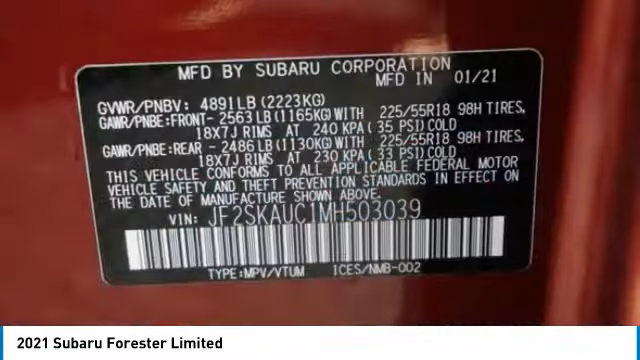 MFD BY SUBARU CORPORATION
MFD IN 01/21
GVWR/PNBV: 4891LB (2223KG)
GAWR/PNBE:FRONT- 2563LB (1165KG)WITH 225/55R18 98H TIRES,
18X7J RIMS AT 240 KPA( 35 PSI)COLD
GAWR/PNBE:REAR - 2486LB (1130KG)WITH 225/55R18 98H TIRES,
18X7J RIMS AT 230 KPA( 33 PSI)COLD
THIS VEHICLE CONFORMS TO ALL APPLICABLE FEDERAL MOTOR
VEHICLE SAFETY AND THEFT PREVENTION STANDARDS IN EFFECT ON
THE DATE OF MANUFACTURE SHOWN ABOVE.
VIN: JF2SKAUC1MH503039
TYPE:MPV/VTUM ICES/NMB-002
2021 Subaru Forester Limited